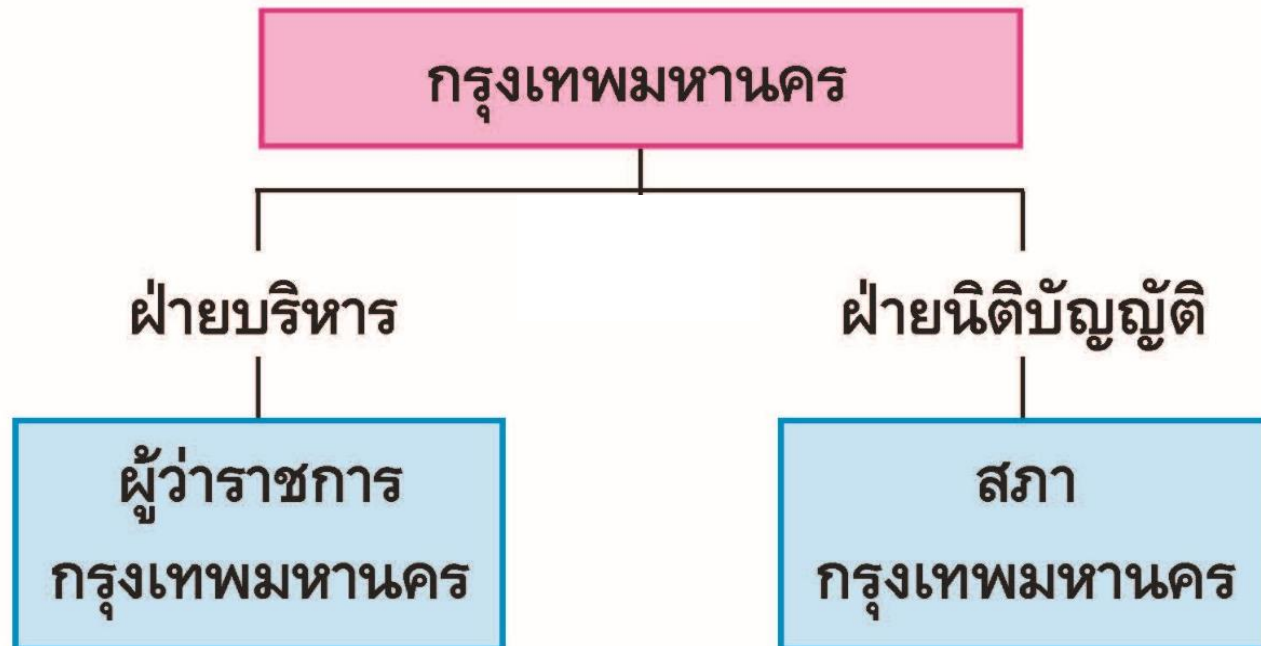 กรุงเทพมหานคร
ฝ่ายบริหาร
ฝ่ายนิติบัญญัติ
ผู้ว่าราชการ
กรุงเทพมหานคร
สภา
กรุงเทพมหานคร